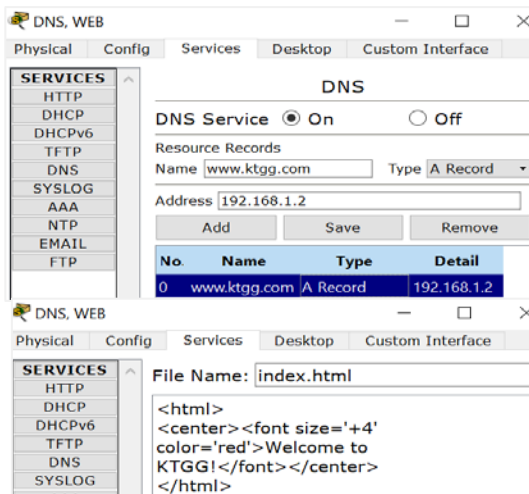 DNS, WEB
Physical Config Services Desktop Custom Interface
SERVICES
HTTP
DHCP
DHCPv6
TFTP
DNS
SYSLOG
AAA
NTP
EMAIL
FTP
DNS
DNS Service On Off
Resource Records
Name www.ktgg.com Type A Record
Address 192.168.1.2
Add Save Remove
No. Name Type Detail
0 www.ktgg.com A Record 192.168.1.2
DNS, WEB
Physical Config Services Desktop Custom Interface
SERVICES
HTTP
DHCP
DHCPv6
TFTP
DNS
SYSLOG
File Name: index.html
<html>
<center><font size='+4'
color='red'>Welcome to
KTGG!</font></center>
</html>